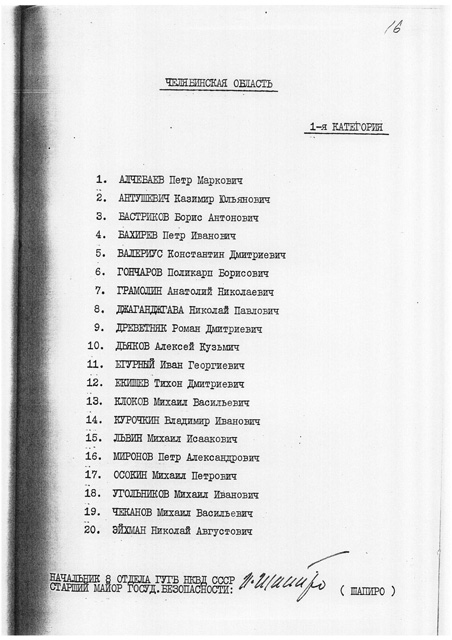 16
ЧЕЛЯБИНСКАЯ ОБЛАСТЬ
1-я КАТЕГОРИЯ
1. АЛЧЕБАЕВ Петр Маркович
2. АНТУШЕВИЧ Казимир Юльянович
3. БАСТРИКОВ Борис Антонович
4. БАХИРЕВ Петр Иванович
5. ВАЛЕРИУС Константин Дмитриевич
6. ГОНЧАРОВ Поликарп Борисович
7. ГРАМОЛИН Анатолий Николаевич
8. ДЖАГАНДЖГАВА Николай Павлович
9. ДРЕВЕТНЯК Роман Дмитриевич
10. ДЬЯКОВ Алексей Кузьмич
11. ЕГУРНЫЙ Иван Георгиевич
12. ЕКИШЕВ Тихон Дмитриевич
13. КЛОКОВ Михаил Васильевич
14. КУРОЧКИН Владимир Иванович
15. ЛЬВИН Михаил Исаакович
16. МИРОНОВ Петр Александрович
17. ОСОКИН Михаил Петрович
18. УГОЛЬНИКОВ Михаил Иванович
19. ЧЕКАНОВ Михаил Васильевич
20. ЭЙХМАН Николай Августович
НАЧАЛЬНИК 8 ОТДЕЛА ГУГБ НКВД СССР
СТАРШИЙ МАЙОР ГОСУД.БЕЗОПАСНОСТИ: И. Шапиро ( ШАПИРО )